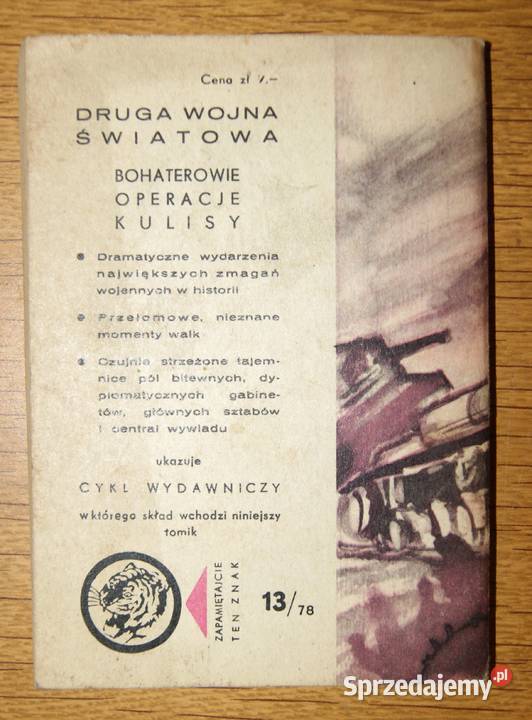 Cena zł 7.–
DRUGA WOJNA
ŚWIATOWA
BOHATEROWIE
OPERACJE
KULISY
Dramatyczne wydarzenia
największych zmagań
wojennych w historii
Przełomowe, nieznane
momenty walk
Czujnie strzeżone tajem-
nice pól bitewnych, dy-
plomatycznych gabine-
tów, głównych sztabów
i central wywiadu
ukazuje
CYKL WYDAWNICZY
w którego skład wchodzi niniejszy
tomik
ZAPAMIĘTAJCIE
TEN ZNAK
13/78
Sprzedajemy.pl